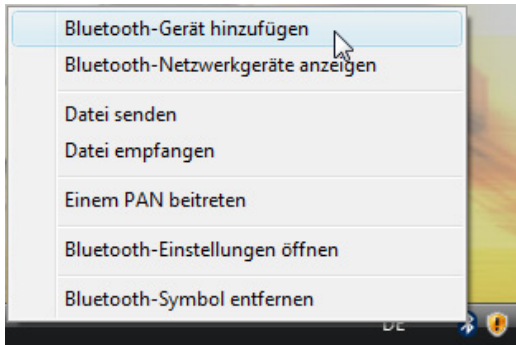 Bluetooth-Gerät hinzufügen
Bluetooth-Netzwerkgeräte anzeigen
Datei senden
Datei empfangen
Einem PAN beitreten
Bluetooth-Einstellungen öffnen
Bluetooth-Symbol entfernen
DE